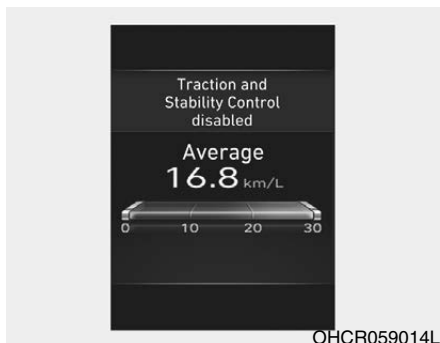 Traction and
Stability Control
disabled
Average
16.8 km/L
0 10 20 30
OHCR059014L